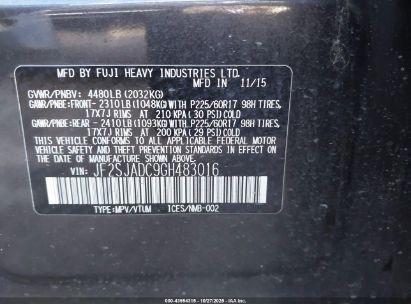 MFD BY FUJI HEAVY INDUSTRIES LTD.
MFD IN 11/15
GVWR/PNBV: 4480LB (2032KG)
GAWR/PNBE:FRONT- 2310LB (1048KG)WITH P225/60R17 98H TIRES,
17X7J RIMS AT 210 KPA (30 PSI) COLD
GAWR/PNBE:REAR - 2410LB (1093KG)WITH P225/60R17 98H TIRES,
17X7J RIMS AT 200 KPA (29 PSI) COLD
THIS VEHICLE CONFORMS TO ALL APPLICABLE FEDERAL MOTOR
VEHICLE SAFETY, BUMPER, AND THEFT PREVENTION STANDARDS
IN EFFECT ON THE DATE OF MANUFACTURE SHOWN ABOVE.
VIN: JF2SJADC9GH483016
TYPE:MPV/VTUM ICES/NMB-002